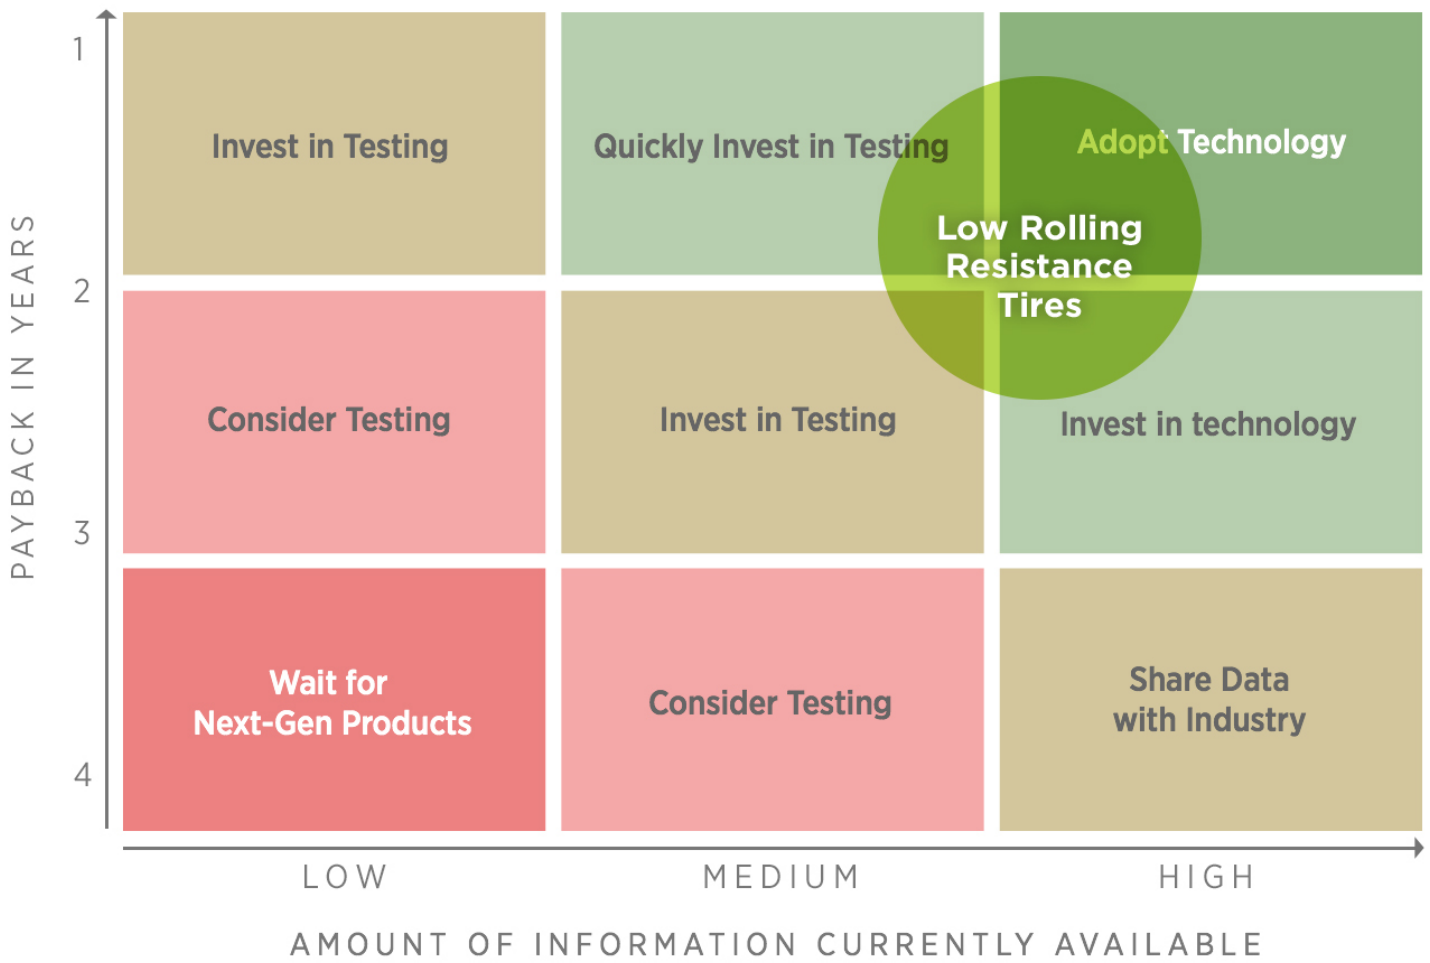 PAYBACK IN YEARS
1
2
3
4
Invest in Testing
Quickly Invest in Testing
Adopt Technology
Low Rolling
Resistance
Tires
Consider Testing
Invest in Testing
Invest in technology
Wait for
Next-Gen Products
Consider Testing
Share Data
with Industry
LOW
MEDIUM
HIGH
AMOUNT OF INFORMATION CURRENTLY AVAILABLE